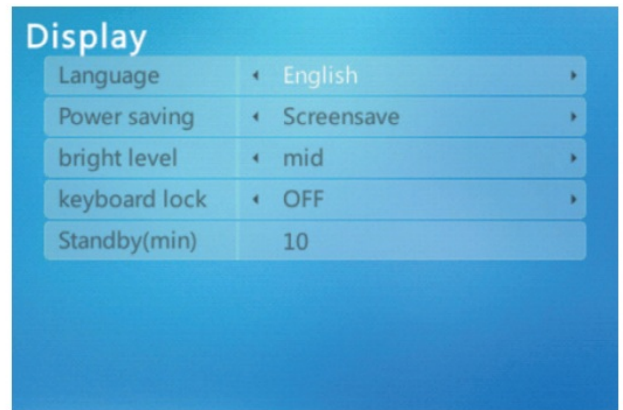 Display
Language English
Power saving Screensave
bright level mid
keyboard lock OFF
Standby(min) 10